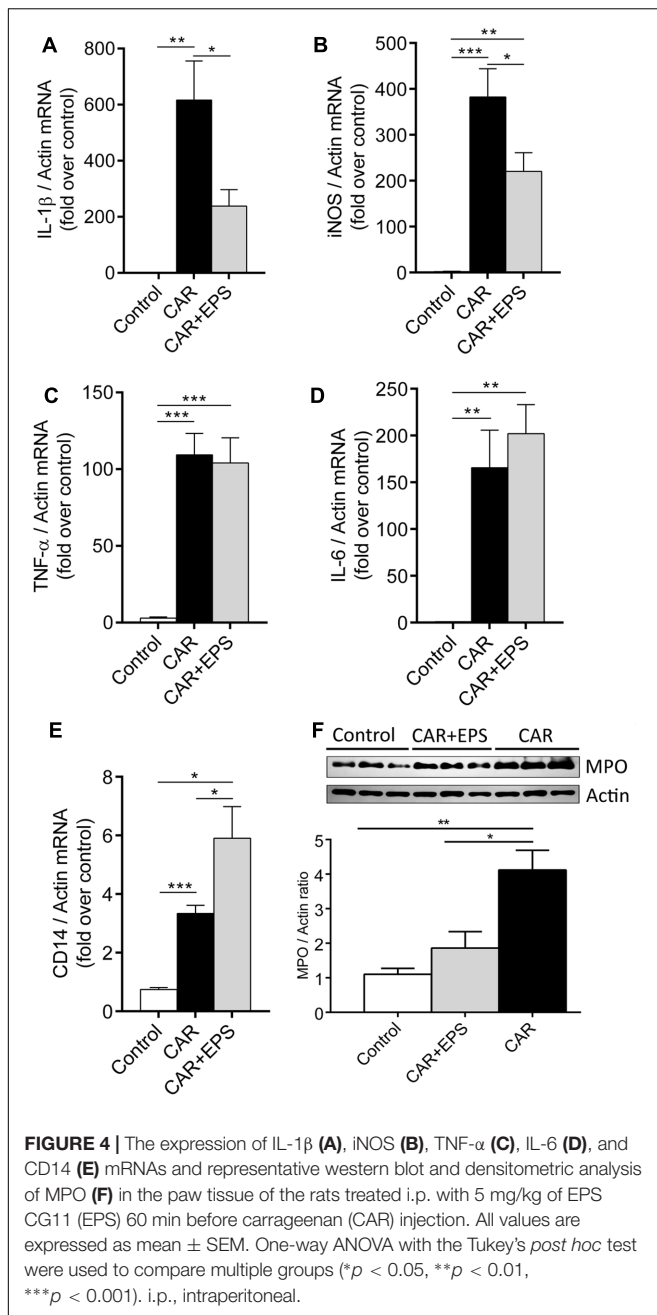 A
** *
IL-1β / Actin mRNA
(fold over control)
800
600
400
200
0
Control
CAR
CAR+EPS
B
**
*** *
iNOS / Actin mRNA
(fold over control)
500
400
300
200
100
0
Control
CAR
CAR+EPS
C
***
***
TNF-α / Actin mRNA
(fold over control)
150
100
50
0
Control
CAR
CAR+EPS
D
**
**
IL-6 / Actin mRNA
(fold over control)
250
200
150
100
50
0
Control
CAR
CAR+EPS
E
*
*
***
CD14 / Actin mRNA
(fold over control)
8
6
4
2
0
Control
CAR
CAR+EPS
F
Control CAR+EPS CAR
MPO
Actin
**
*
MPO / Actin ratio
5
4
3
2
1
0
Control
CAR+EPS
CAR
FIGURE 4 | The expression of IL-1β (A), iNOS (B), TNF-α (C), IL-6 (D), and
CD14 (E) mRNAs and representative western blot and densitometric analysis
of MPO (F) in the paw tissue of the rats treated i.p. with 5 mg/kg of EPS
CG11 (EPS) 60 min before carrageenan (CAR) injection. All values are
expressed as mean ± SEM. One-way ANOVA with the Tukey's post hoc test
were used to compare multiple groups (*p < 0.05, **p < 0.01,
***p < 0.001). i.p., intraperitoneal.